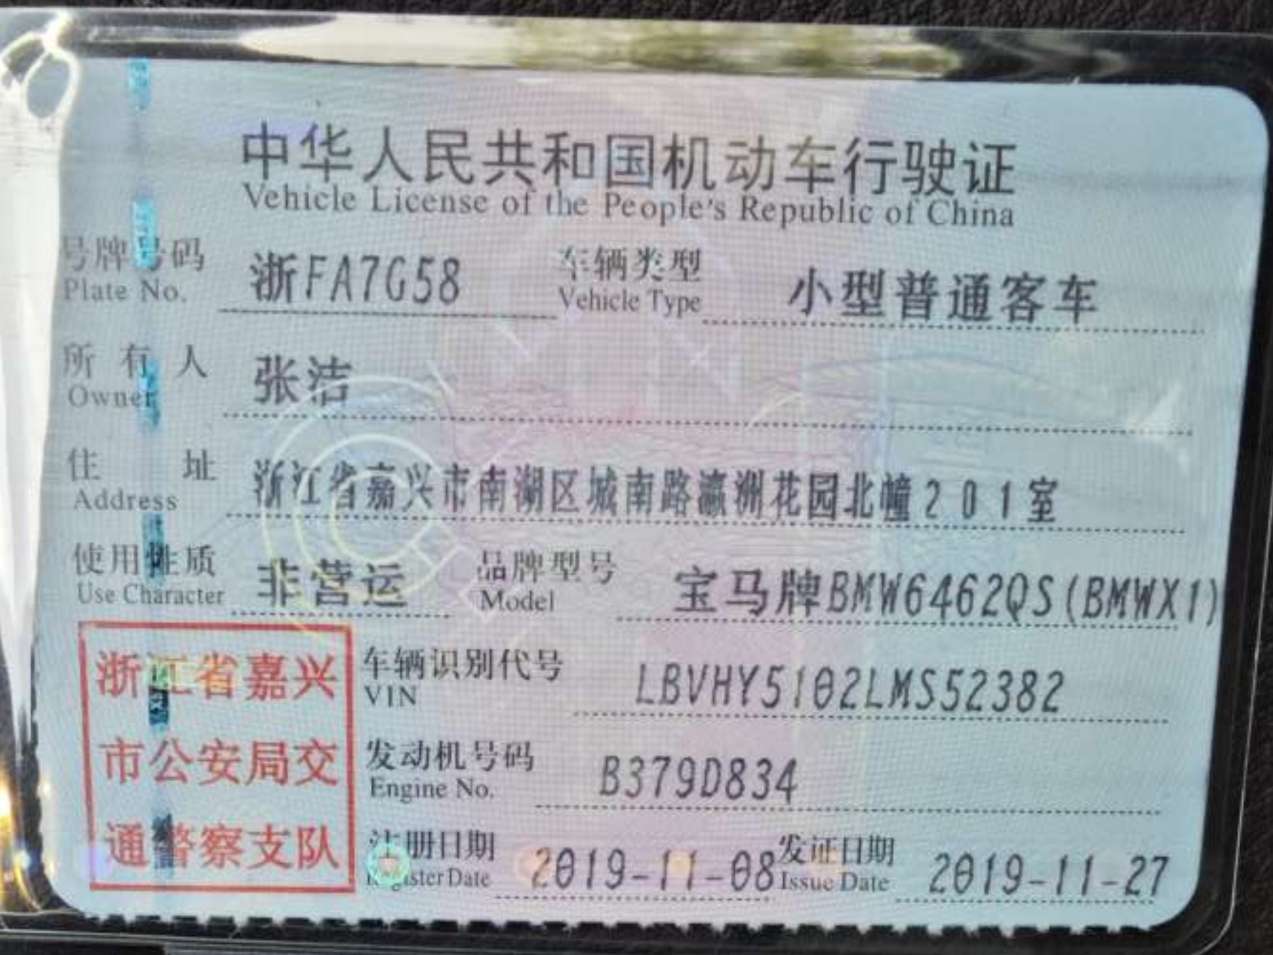 中华人民共和国机动车行驶证
Vehicle License of the People's Republic of China
号牌号码 浙FA7G58 车辆类型 小型普通客车
Plate No. Vehicle Type
所有人 张洁
Owner
住址 浙江省嘉兴市南湖区城南路瀛洲花园北幢201室
Address
使用性质 非营运 品牌型号 宝马牌BMW6462QS(BMWX1)
Use Character Model
浙江省嘉兴 车辆识别代号 LBVHY5102LMS52382
VIN
市公安局交 发动机号码 B379D834
Engine No.
通警察支队 注册日期 2019-11-08 发证日期 2019-11-27
Register Date Issue Date